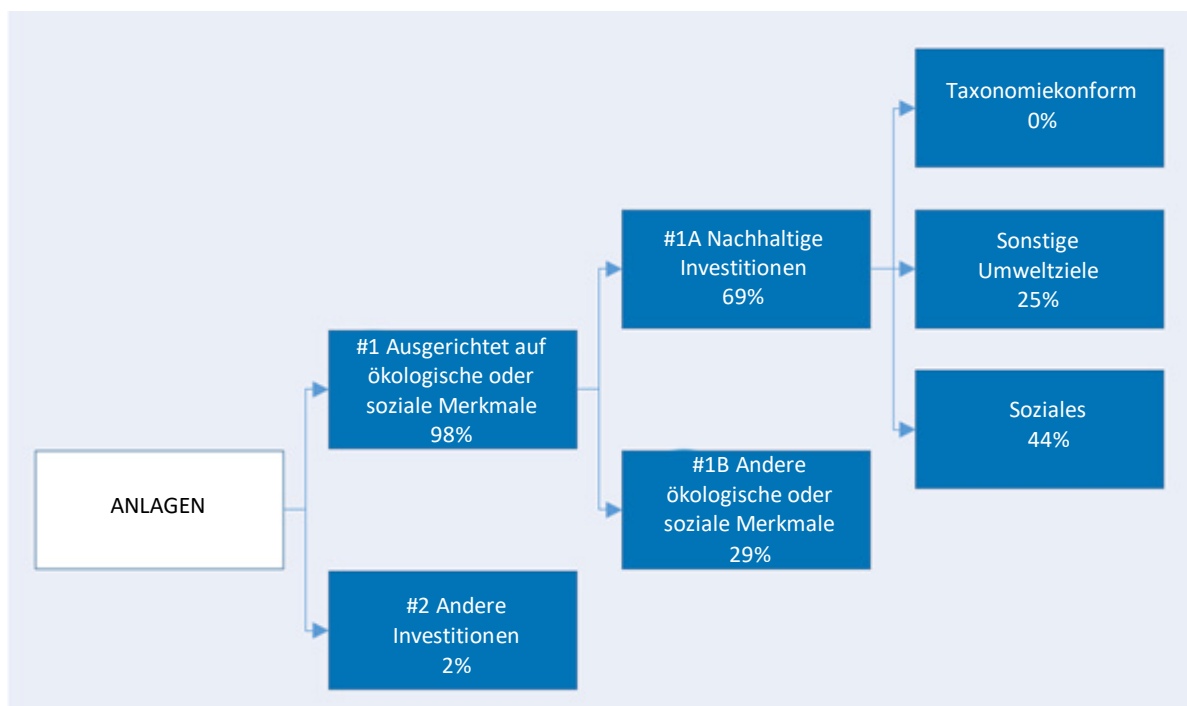 ANLAGEN
#1 Ausgerichtet auf
ökologische oder
soziale Merkmale
98%
#2 Andere
Investitionen
2%
#1A Nachhaltige
Investitionen
69%
#1B Andere
ökologische oder
soziale Merkmale
29%
Taxonomiekonform
0%
Sonstige
Umweltziele
25%
Soziales
44%